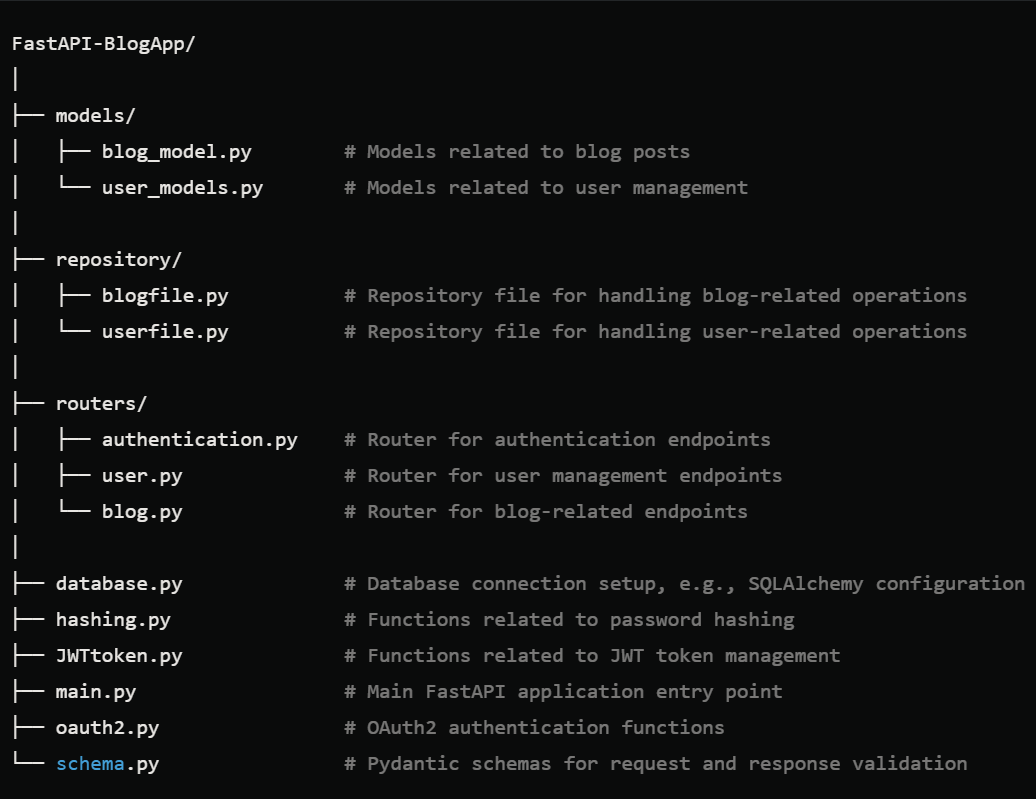 FastAPI-BlogApp/
│
├── models/
│   ├── blog_model.py        # Models related to blog posts
│   └── user_models.py       # Models related to user management
│
├── repository/
│   ├── blogfile.py          # Repository file for handling blog-related operations
│   └── userfile.py          # Repository file for handling user-related operations
│
├── routers/
│   ├── authentication.py    # Router for authentication endpoints
│   ├── user.py              # Router for user management endpoints
│   └── blog.py              # Router for blog-related endpoints
│
├── database.py              # Database connection setup, e.g., SQLAlchemy configuration
├── hashing.py               # Functions related to password hashing
├── JWTtoken.py              # Functions related to JWT token management
├── main.py                  # Main FastAPI application entry point
├── oauth2.py                # OAuth2 authentication functions
└── schema.py                # Pydantic schemas for request and response validation